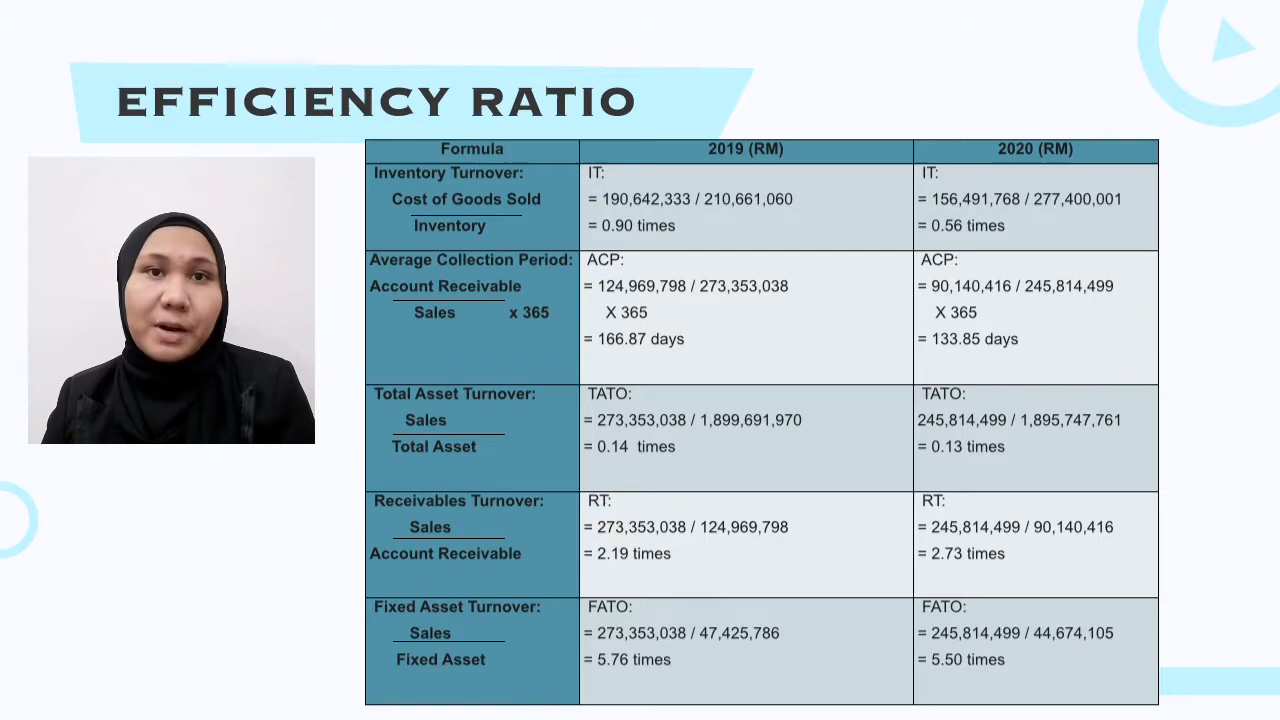 EFFICIENCY RATIO
Formula 2019 (RM) 2020 (RM)
Inventory Turnover:
Cost of Goods Sold
Inventory
IT:
= 190,642,333 / 210,661,060
= 0.90 times
IT:
= 156,491,768 / 277,400,001
= 0.56 times
Average Collection Period:
Account Receivable
Sales x 365
ACP:
= 124,969,798 / 273,353,038
X 365
= 166.87 days
ACP:
= 90,140,416 / 245,814,499
X 365
= 133.85 days
Total Asset Turnover:
Sales
Total Asset
TATO:
= 273,353,038 / 1,899,691,970
= 0.14 times
TATO:
245,814,499 / 1,895,747,761
= 0.13 times
Receivables Turnover:
Sales
Account Receivable
RT:
= 273,353,038 / 124,969,798
= 2.19 times
RT:
= 245,814,499 / 90,140,416
= 2.73 times
Fixed Asset Turnover:
Sales
Fixed Asset
FATO:
= 273,353,038 / 47,425,786
= 5.76 times
FATO:
= 245,814,499 / 44,674,105
= 5.50 times